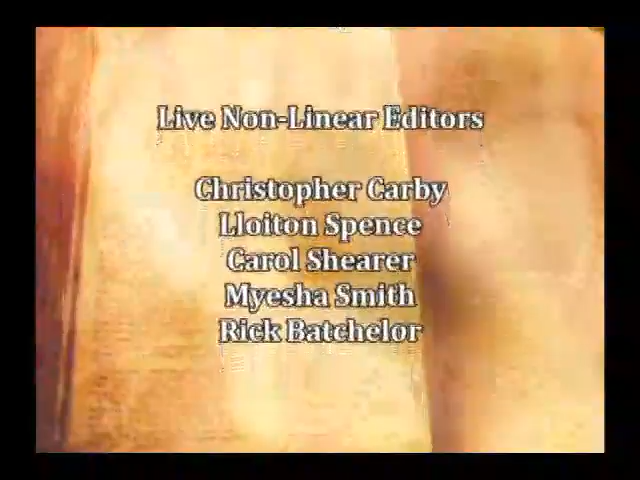 Live Non-Linear Editors
Christopher Carby
Lloiton Spence
Carol Shearer
Myesha Smith
Rick Batchelor